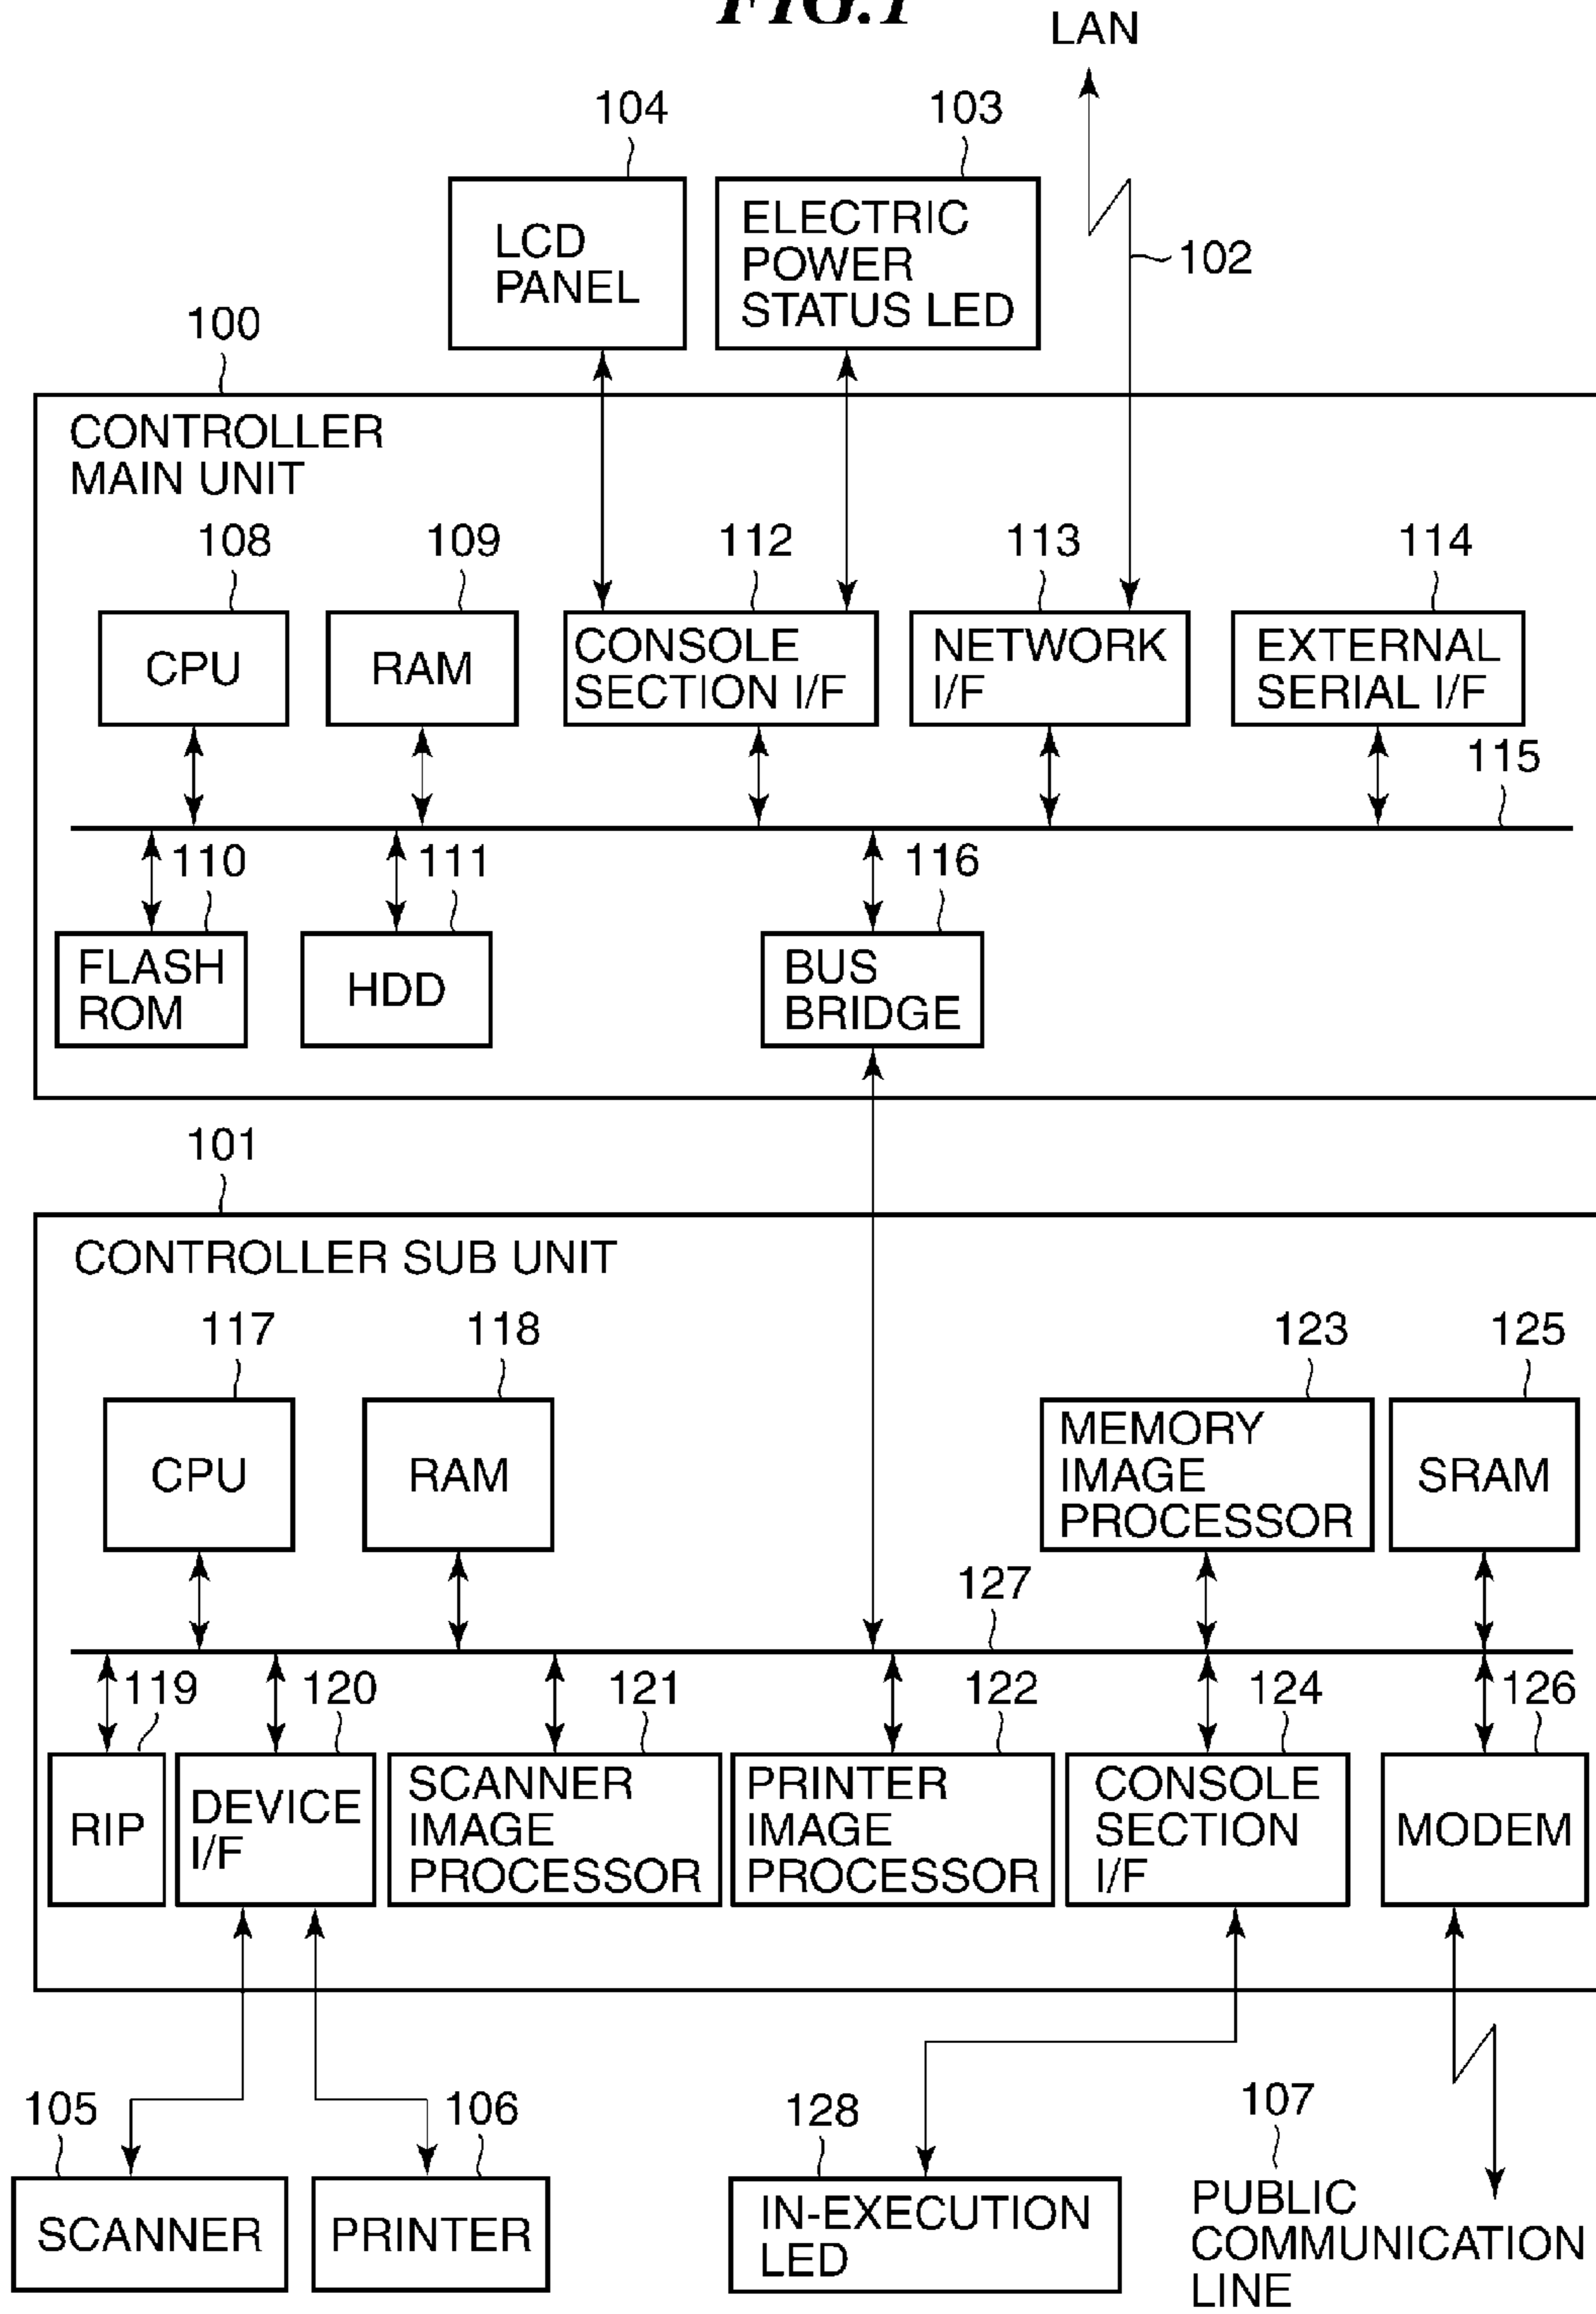 FIG.1
LAN
104
103
LCD
PANEL
ELECTRIC
POWER
STATUS LED
102
100
CONTROLLER
MAIN UNIT
108
109
112
113
114
CPU
RAM
CONSOLE
SECTION I/F
NETWORK
I/F
EXTERNAL
SERIAL I/F
115
110
111
116
FLASH
ROM
HDD
BUS
BRIDGE
101
CONTROLLER SUB UNIT
117
118
123
125
CPU
RAM
MEMORY
IMAGE
PROCESSOR
SRAM
127
119
120
121
122
124
126
RIP
DEVICE
I/F
SCANNER
IMAGE
PROCESSOR
PRINTER
IMAGE
PROCESSOR
CONSOLE
SECTION
I/F
MODEM
105
106
128
107
SCANNER
PRINTER
IN-EXECUTION
LED
PUBLIC
COMMUNICATION
LINE